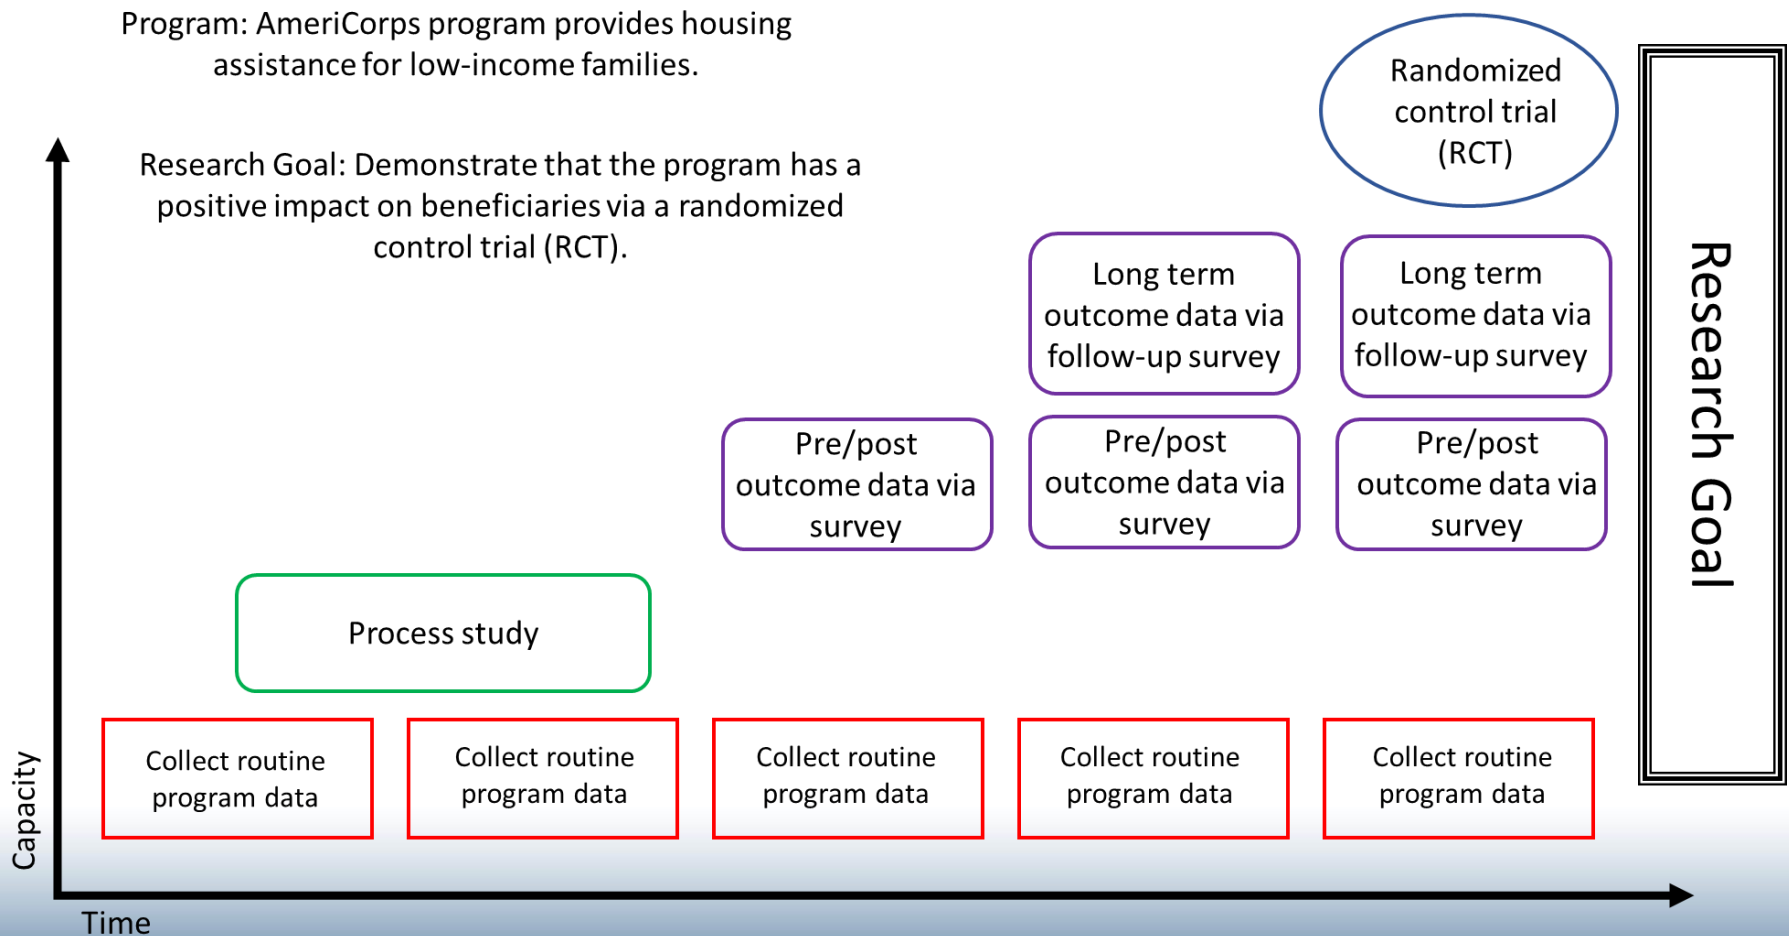 Program: AmeriCorps program provides housing
assistance for low-income families.
Research Goal: Demonstrate that the program has a
positive impact on beneficiaries via a randomized
control trial (RCT).
Randomized
control trial
(RCT)
Long term
outcome data via
follow-up survey
Long term
outcome data via
follow-up survey
Pre/post
outcome data via
survey
Pre/post
outcome data via
survey
Pre/post
outcome data via
survey
Process study
Collect routine
program data
Collect routine
program data
Collect routine
program data
Collect routine
program data
Collect routine
program data
Research Goal
Capacity
Time